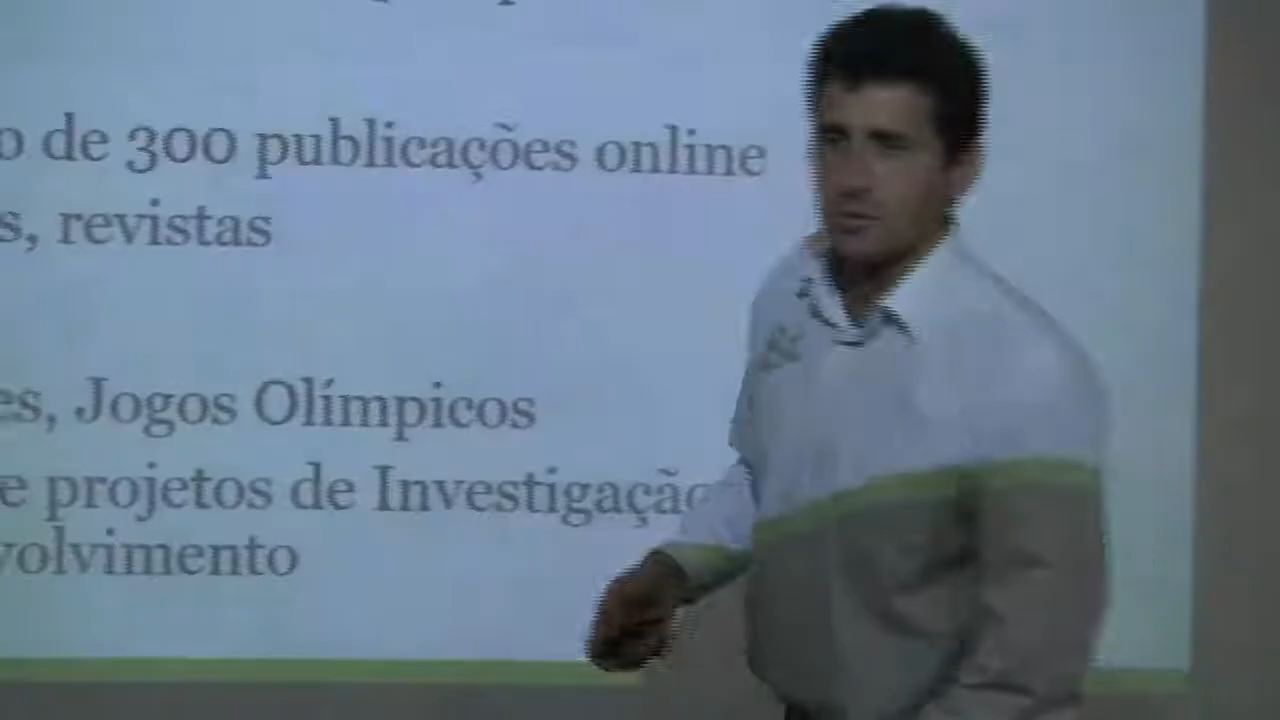 o de 300 publicações online
s, revistas
es, Jogos Olímpicos
e projetos de Investigação
volvimento